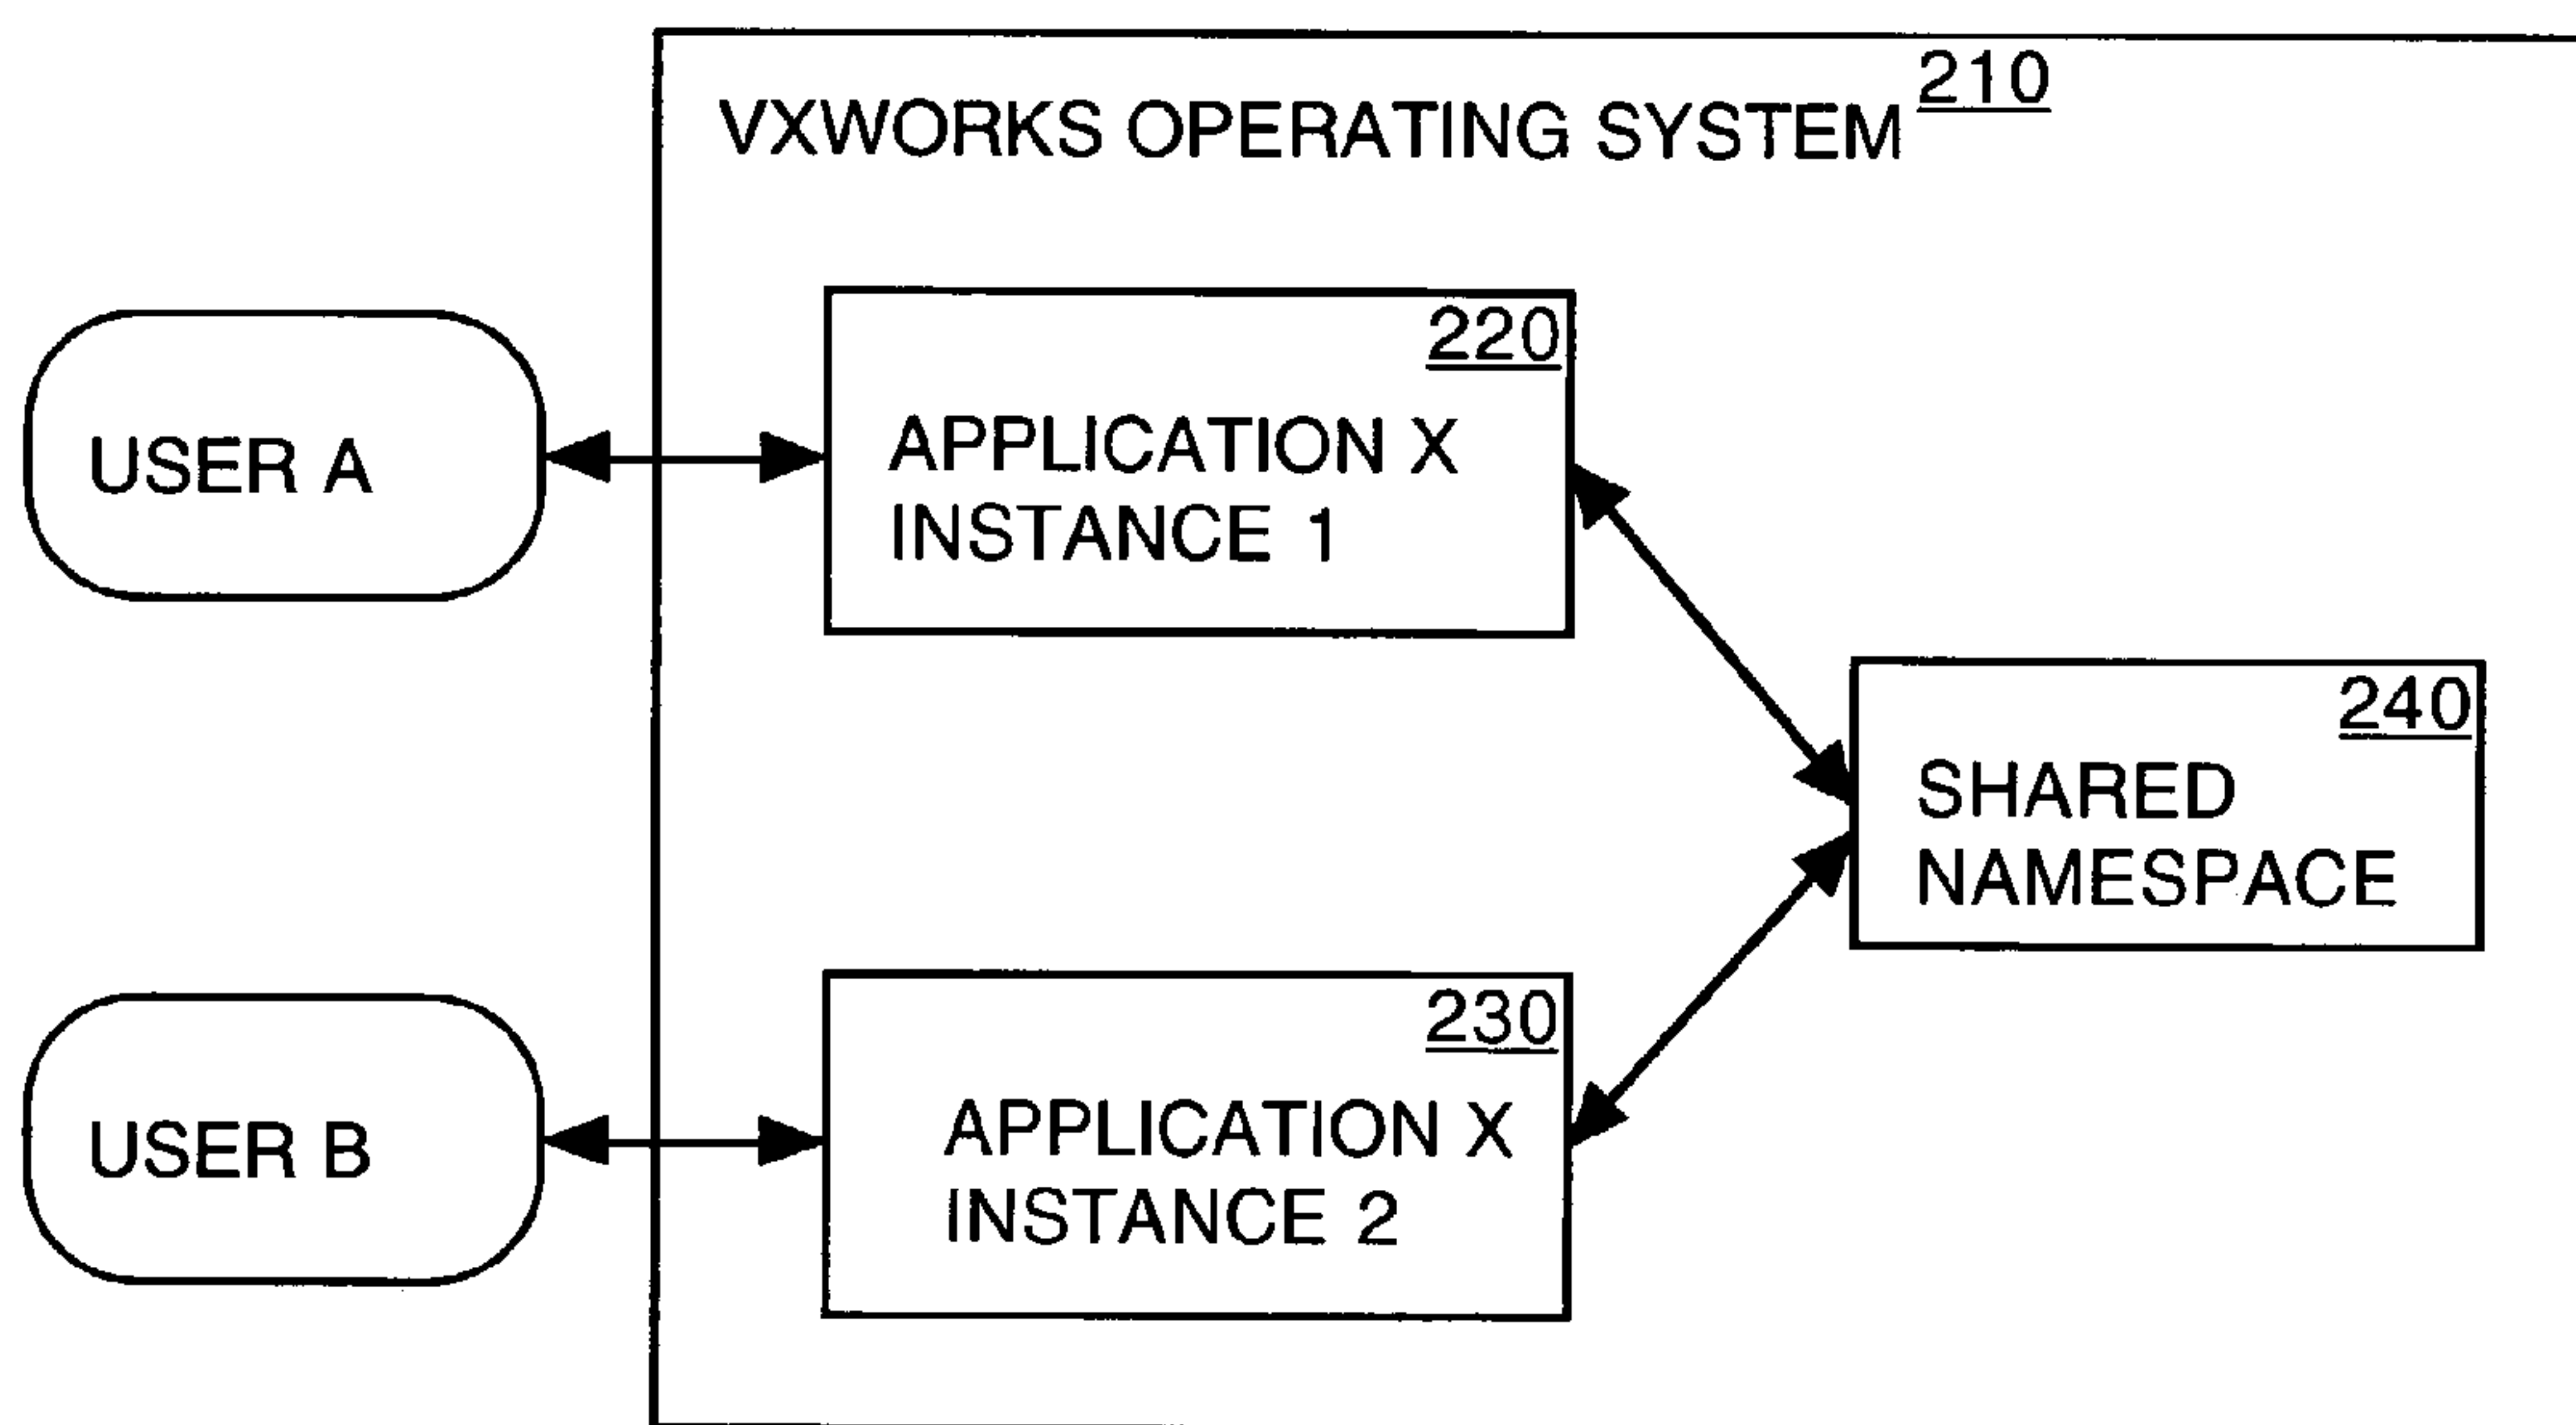 VXWORKS OPERATING SYSTEM 210
USER A
220
APPLICATION X
INSTANCE 1
240
SHARED
NAMESPACE
USER B
230
APPLICATION X
INSTANCE 2